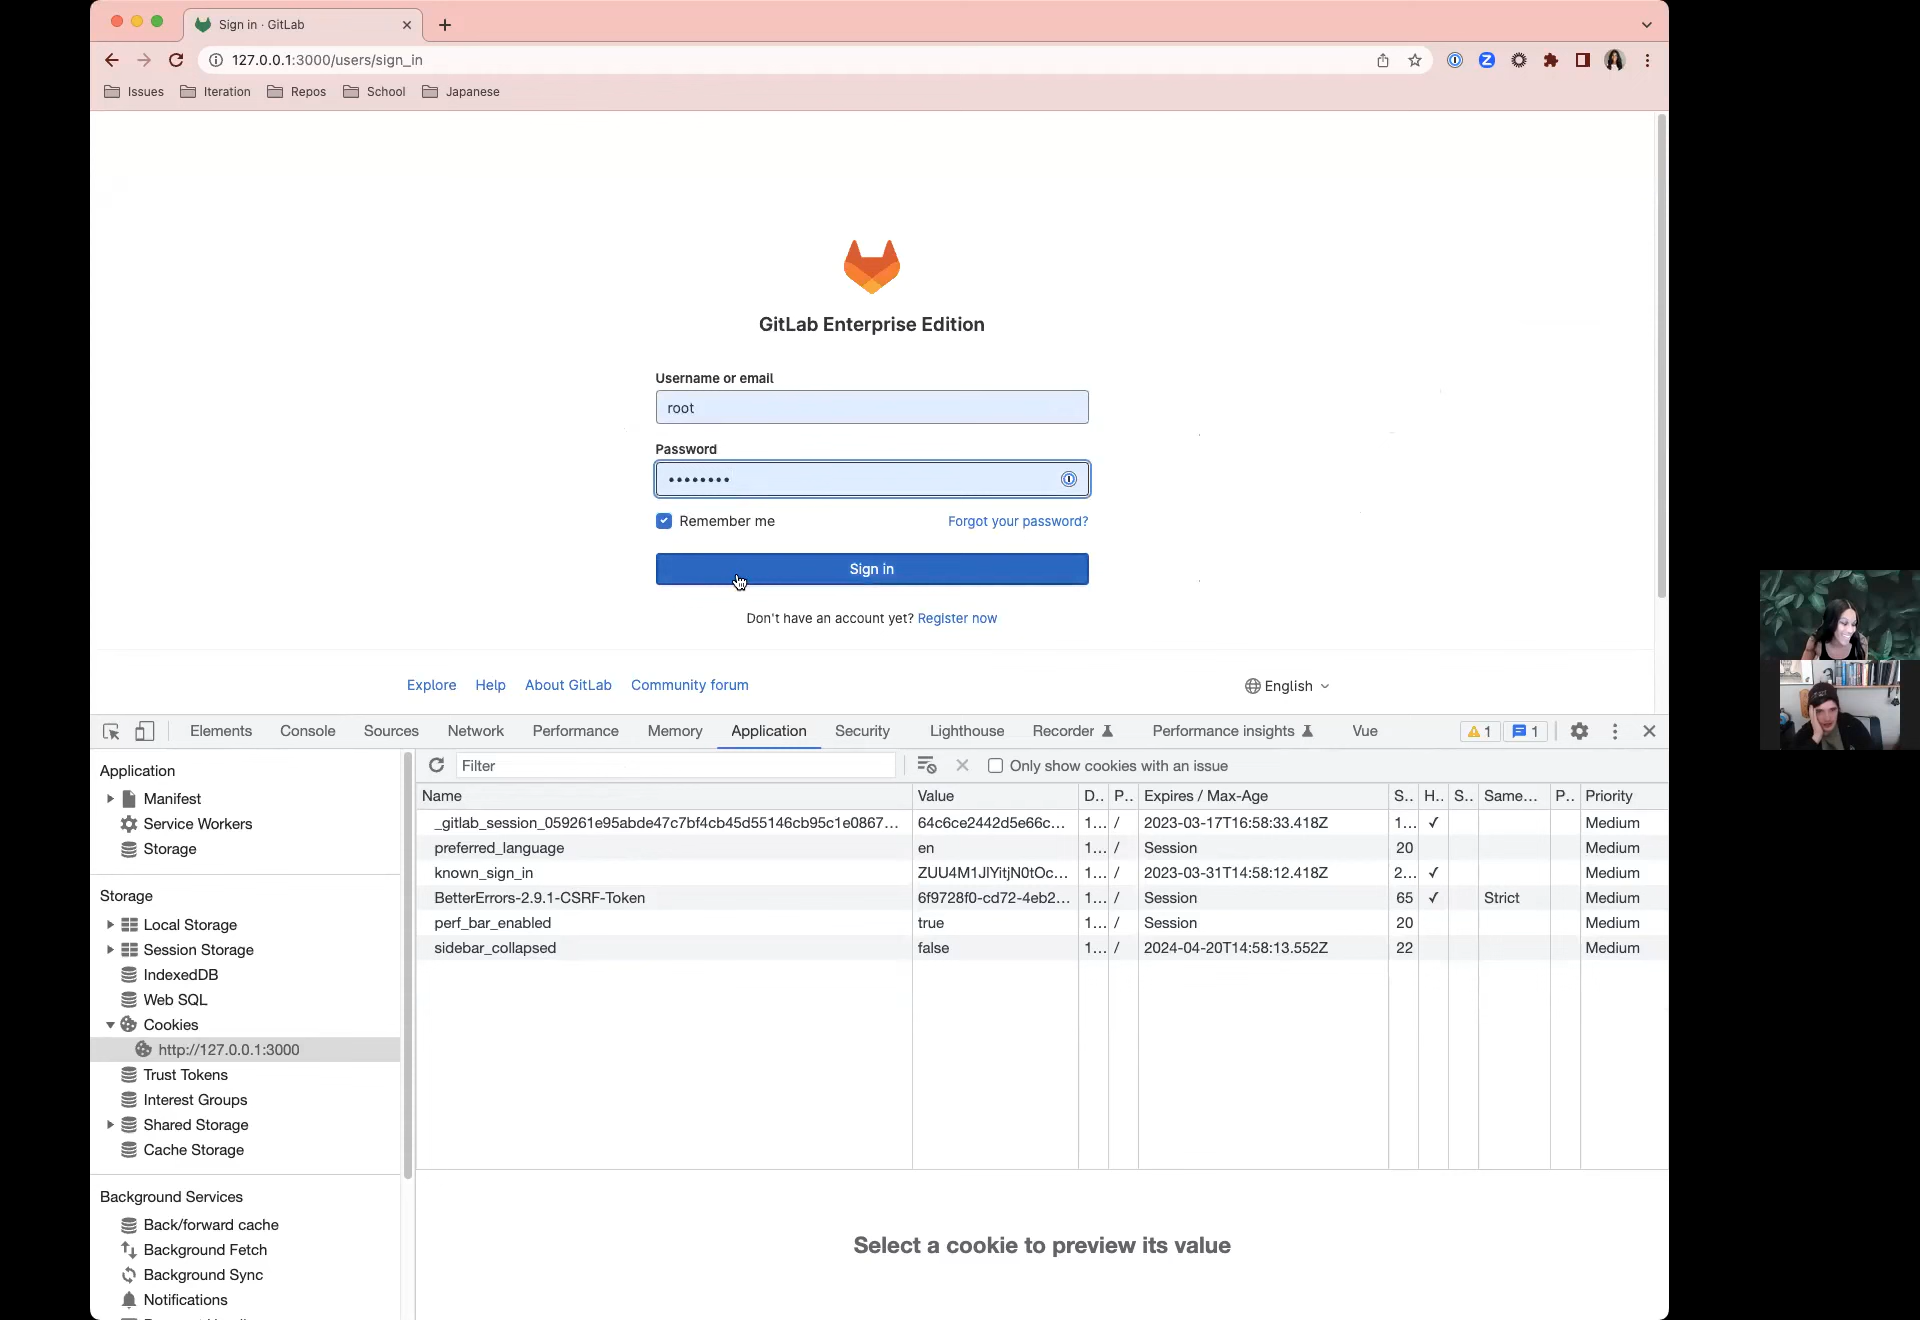 Sign in · GitLab
127.0.0.1:3000/users/sign_in
Issues Iteration Repos School Japanese
GitLab Enterprise Edition
Username or email
root
Password
••••••••
Remember me Forgot your password?
Sign in
Don't have an account yet? Register now
Explore Help About GitLab Community forum English
Elements Console Sources Network Performance Memory Application Security Lighthouse Recorder Performance insights Vue 1 1
Application
Manifest
Service Workers
Storage
Storage
Local Storage
Session Storage
IndexedDB
Web SQL
Cookies
http://127.0.0.1:3000
Trust Tokens
Interest Groups
Shared Storage
Cache Storage
Background Services
Back/forward cache
Background Fetch
Background Sync
Notifications
Filter Only show cookies with an issue
Name Value D.. P.. Expires / Max-Age S.. H.. S.. Same... P.. Priority
_gitlab_session_059261e95abde47c7bf4cb45d55146cb95c1e0867... 64c6ce2442d5e66c... 1... / 2023-03-17T16:58:33.418Z 1... ✓ Medium
preferred_language en 1... / Session 20 Medium
known_sign_in ZUU4M1JlYitjN0tOc... 1... / 2023-03-31T14:58:12.418Z 2... ✓ Medium
BetterErrors-2.9.1-CSRF-Token 6f9728f0-cd72-4eb2... 1... / Session 65 ✓ Strict Medium
perf_bar_enabled true 1... / Session 20 Medium
sidebar_collapsed false 1... / 2024-04-20T14:58:13.552Z 22 Medium
Select a cookie to preview its value